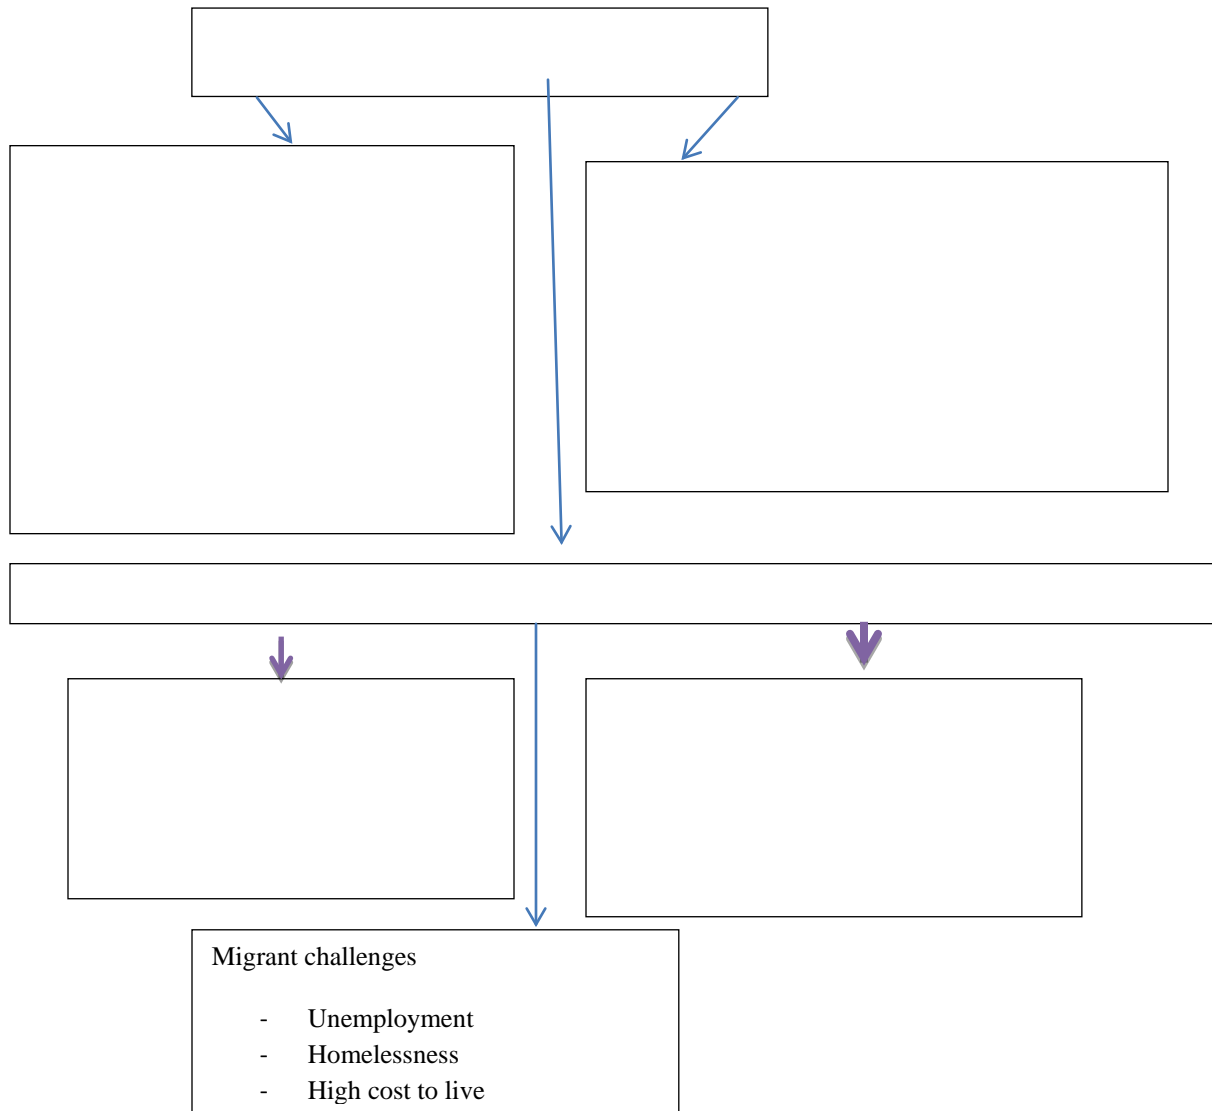 Migrant challenges
- Unemployment
- Homelessness
- High cost to live